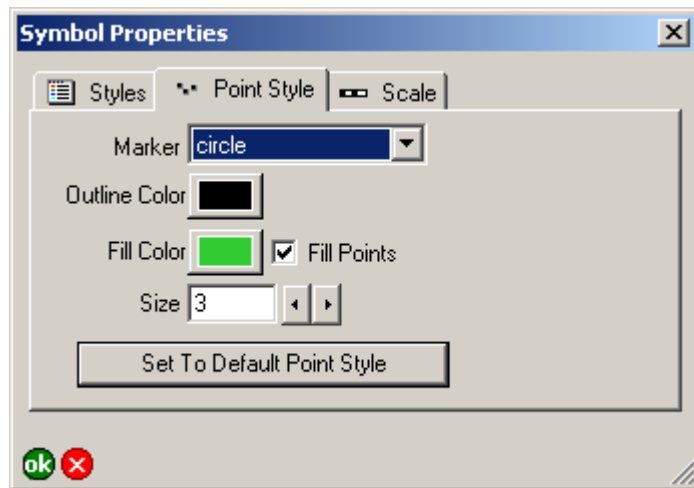 Symbol Properties
Styles Point Style Scale
Marker circle
Outline Color
Fill Color Fill Points
Size 3
Set To Default Point Style
ok